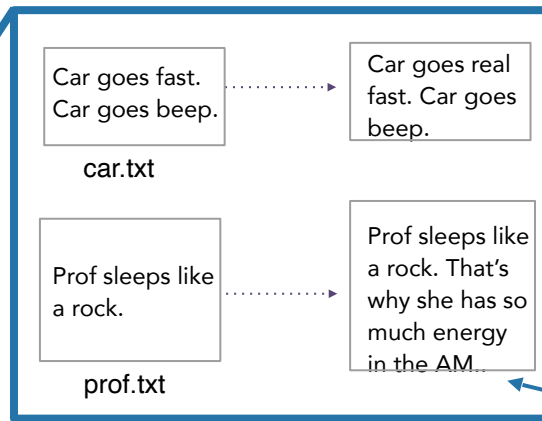 Car goes fast.
Car goes beep.
car.txt
Car goes real
fast. Car goes
beep.
Prof sleeps like
a rock.
prof.txt
Prof sleeps like
a rock. That's
why she has so
much energy
in the AM..